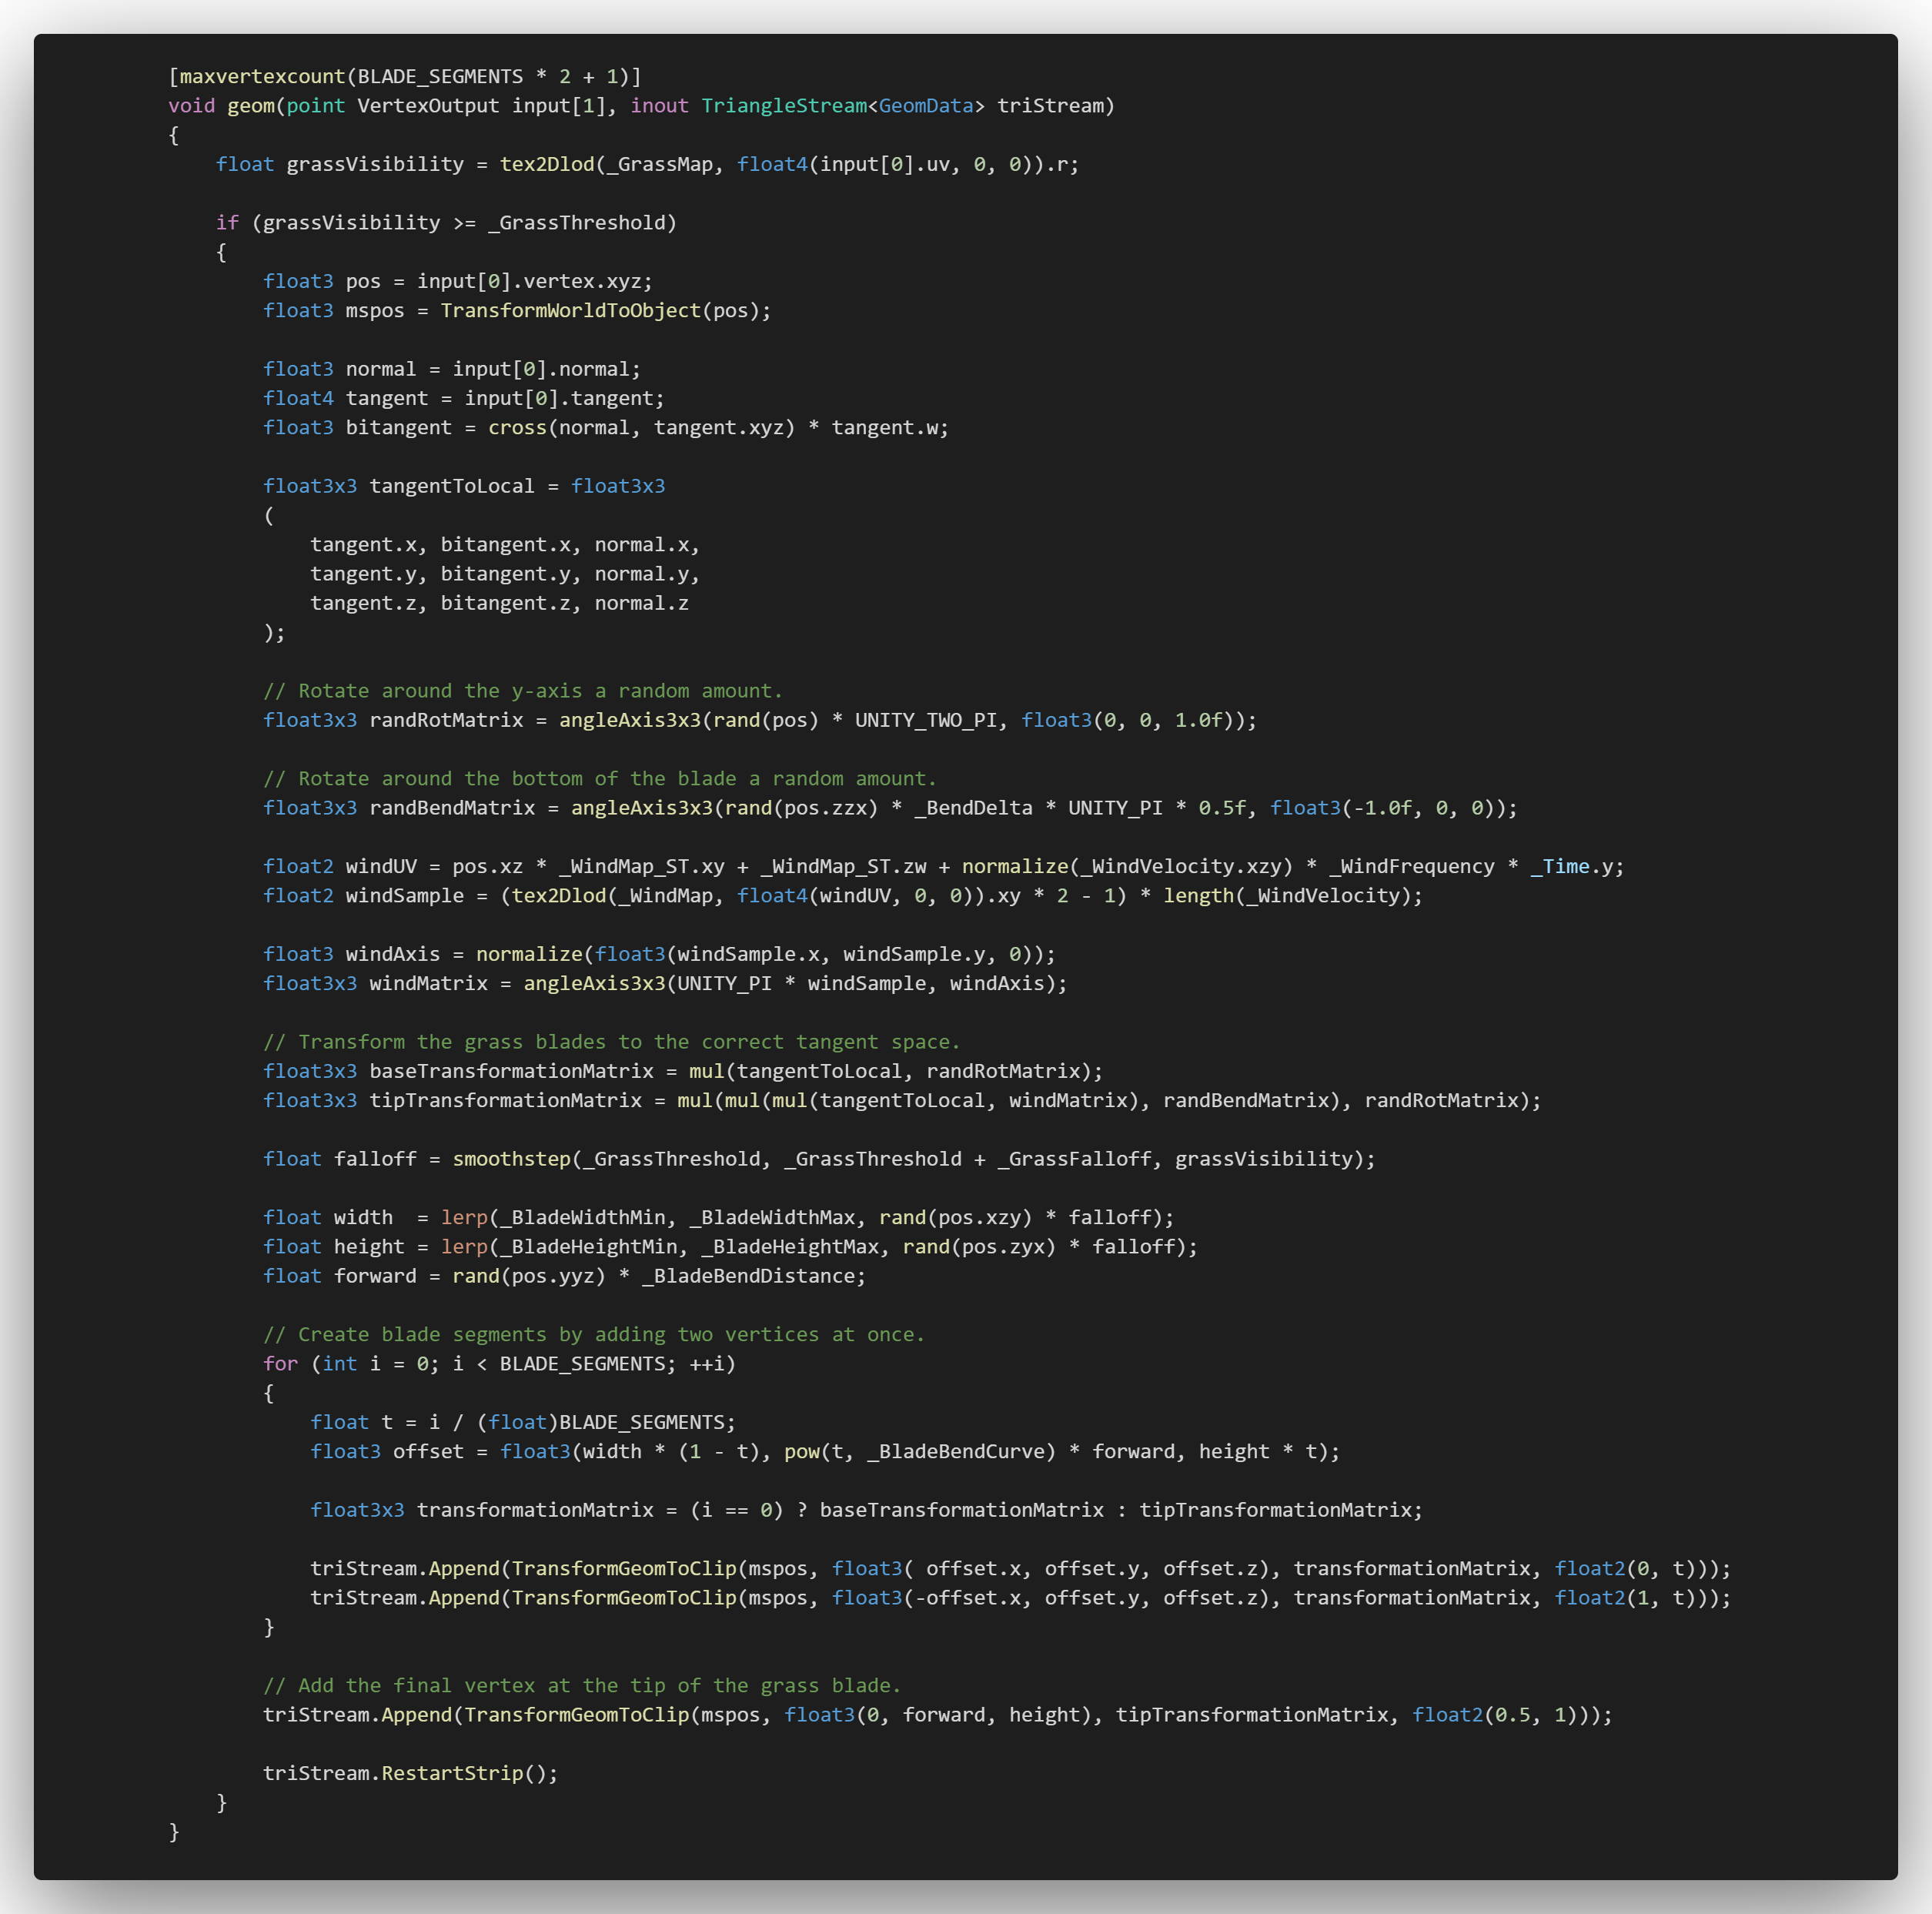 [maxvertexcount(BLADE_SEGMENTS * 2 + 1)]
void geom(point VertexOutput input[1], inout TriangleStream<GeomData> triStream)
{
    float grassVisibility = tex2Dlod(_GrassMap, float4(input[0].uv, 0, 0)).r;

    if (grassVisibility >= _GrassThreshold)
    {
        float3 pos = input[0].vertex.xyz;
        float3 mspos = TransformWorldToObject(pos);

        float3 normal = input[0].normal;
        float4 tangent = input[0].tangent;
        float3 bitangent = cross(normal, tangent.xyz) * tangent.w;

        float3x3 tangentToLocal = float3x3
        (
            tangent.x, bitangent.x, normal.x,
            tangent.y, bitangent.y, normal.y,
            tangent.z, bitangent.z, normal.z
        );

        // Rotate around the y-axis a random amount.
        float3x3 randRotMatrix = angleAxis3x3(rand(pos) * UNITY_TWO_PI, float3(0, 0, 1.0f));

        // Rotate around the bottom of the blade a random amount.
        float3x3 randBendMatrix = angleAxis3x3(rand(pos.zzx) * _BendDelta * UNITY_PI * 0.5f, float3(-1.0f, 0, 0));

        float2 windUV = pos.xz * _WindMap_ST.xy + _WindMap_ST.zw + normalize(_WindVelocity.xzy) * _WindFrequency * _Time.y;
        float2 windSample = (tex2Dlod(_WindMap, float4(windUV, 0, 0)).xy * 2 - 1) * length(_WindVelocity);

        float3 windAxis = normalize(float3(windSample.x, windSample.y, 0));
        float3x3 windMatrix = angleAxis3x3(UNITY_PI * windSample, windAxis);

        // Transform the grass blades to the correct tangent space.
        float3x3 baseTransformationMatrix = mul(tangentToLocal, randRotMatrix);
        float3x3 tipTransformationMatrix = mul(mul(mul(tangentToLocal, windMatrix), randBendMatrix), randRotMatrix);

        float falloff = smoothstep(_GrassThreshold, _GrassThreshold + _GrassFalloff, grassVisibility);

        float width  = lerp(_BladeWidthMin, _BladeWidthMax, rand(pos.xzy) * falloff);
        float height = lerp(_BladeHeightMin, _BladeHeightMax, rand(pos.zyx) * falloff);
        float forward = rand(pos.yyz) * _BladeBendDistance;

        // Create blade segments by adding two vertices at once.
        for (int i = 0; i < BLADE_SEGMENTS; ++i)
        {
            float t = i / (float)BLADE_SEGMENTS;
            float3 offset = float3(width * (1 - t), pow(t, _BladeBendCurve) * forward, height * t);

            float3x3 transformationMatrix = (i == 0) ? baseTransformationMatrix : tipTransformationMatrix;

            triStream.Append(TransformGeomToClip(mspos, float3( offset.x, offset.y, offset.z), transformationMatrix, float2(0, t)));
            triStream.Append(TransformGeomToClip(mspos, float3(-offset.x, offset.y, offset.z), transformationMatrix, float2(1, t)));
        }

        // Add the final vertex at the tip of the grass blade.
        triStream.Append(TransformGeomToClip(mspos, float3(0, forward, height), tipTransformationMatrix, float2(0.5, 1)));

        triStream.RestartStrip();
    }
}